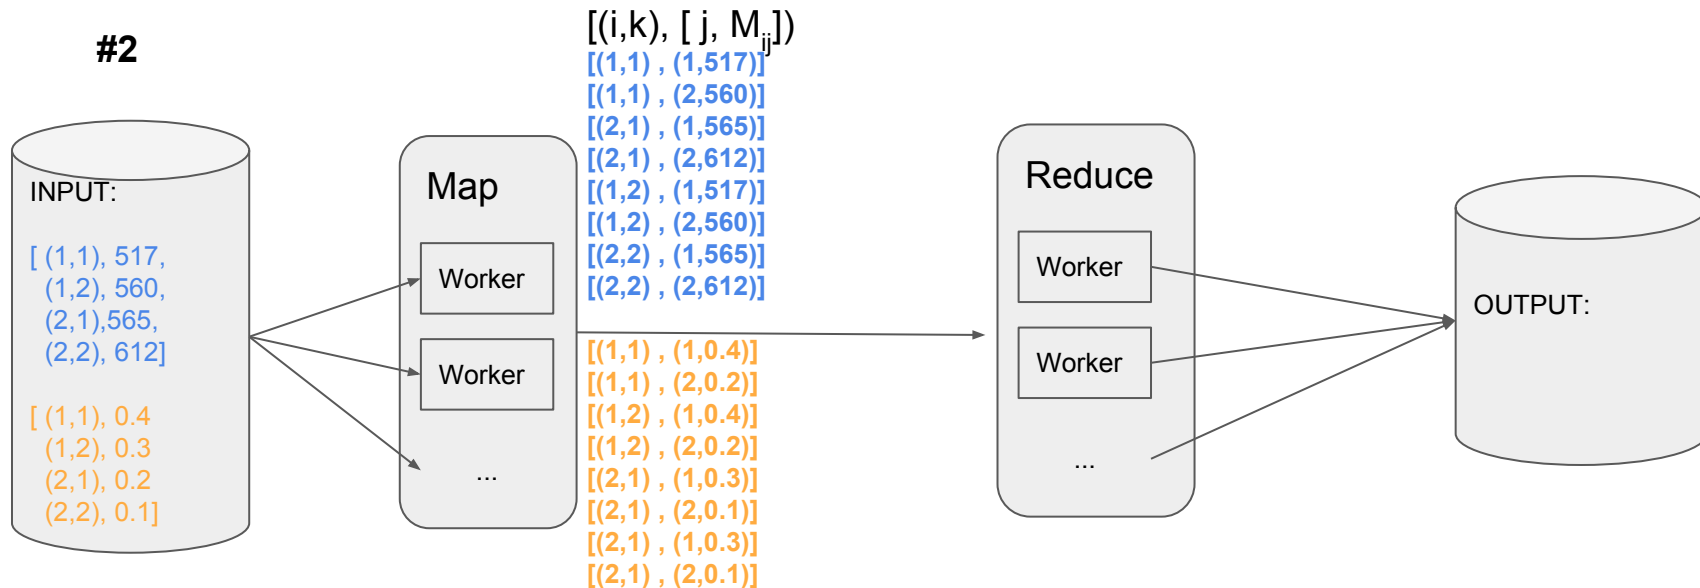 #2
INPUT:
[ (1,1), 517,
(1,2), 560,
(2,1),565,
(2,2), 612]
[ (1,1), 0.4
(1,2), 0.3
(2,1), 0.2
(2,2), 0.1]
Map
Worker
Worker
...
[(i,k), [ j, Mij])
[(1,1) , (1,517)]
[(1,1) , (2,560)]
[(2,1) , (1,565)]
[(2,1) , (2,612)]
[(1,2) , (1,517)]
[(1,2) , (2,560)]
[(2,2) , (1,565)]
[(2,2) , (2,612)]
[(1,1) , (1,0.4)]
[(1,1) , (2,0.2)]
[(1,2) , (1,0.4)]
[(1,2) , (2,0.2)]
[(2,1) , (1,0.3)]
[(2,1) , (2,0.1)]
[(2,1) , (1,0.3)]
[(2,1) , (2,0.1)]
Reduce
Worker
Worker
...
OUTPUT: